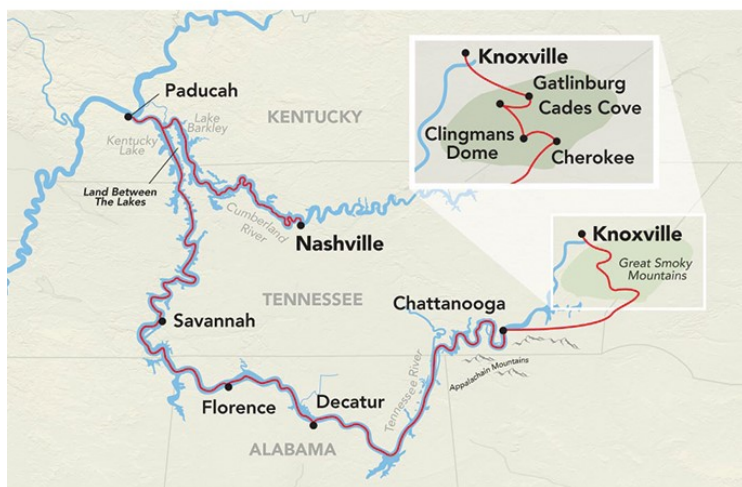 Knoxville
Gatlinburg
Cades Cove
Clingmans
Dome
Cherokee
Paducah
Kentucky
Lake
Lake
Barkley
KENTUCKY
Land Between
The Lakes
Cumberland
River
Nashville
Knoxville
Great Smoky
Mountains
TENNESSEE
Chattanooga
Savannah
Appalachain Mountains
Tennessee River
Florence
Decatur
ALABAMA